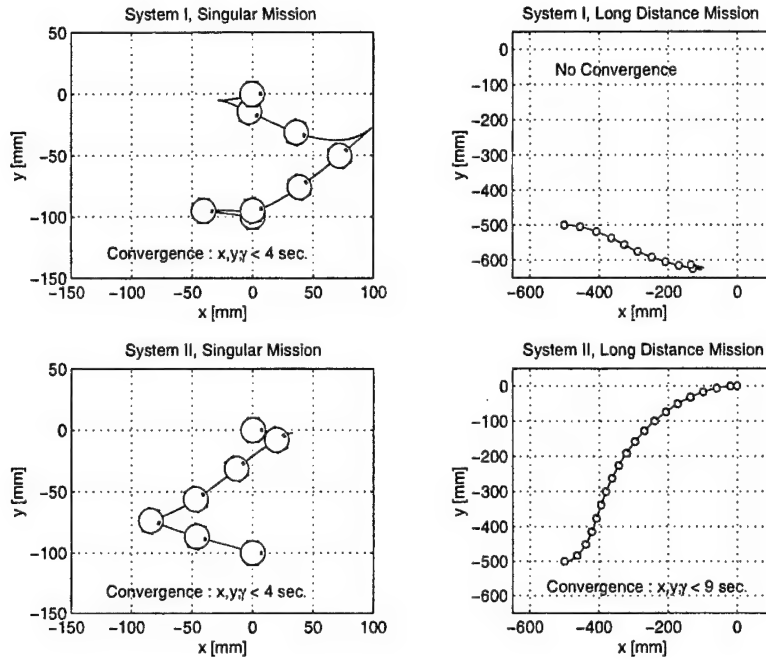 System I, Singular Mission
50
0
−50
−100
−150
y [mm]
Convergence : x,yγ < 4 sec.
−150 −100 −50 0 50 100
x [mm]
System I, Long Distance Mission
0
−100
−200
−300
−400
−500
−600
y [mm]
No Convergence
−600 −400 −200 0
x [mm]
System II, Singular Mission
50
0
−50
−100
−150
y [mm]
Convergence : x,yγ < 4 sec.
−150 −100 −50 0 50 100
x [mm]
System II, Long Distance Mission
0
−100
−200
−300
−400
−500
−600
y [mm]
Convergence : x,yγ < 9 sec.
−600 −400 −200 0
x [mm]